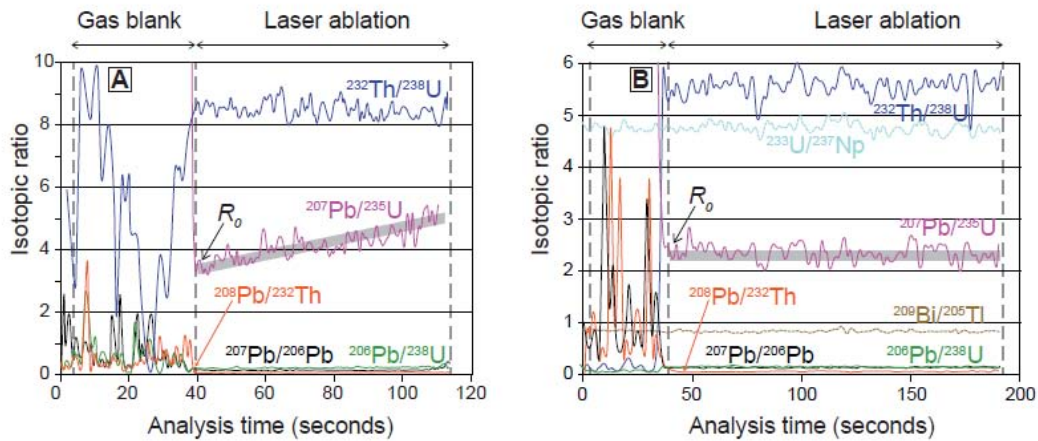 Gas blank Laser ablation
10
8
6
4
2
0
A
²³²Th/²³⁸U
R₀
²⁰⁷Pb/²³⁵U
²⁰⁸Pb/²³²Th
²⁰⁷Pb/²⁰⁶Pb ²⁰⁶Pb/²³⁸U
Isotopic ratio
0 20 40 60 80 100 120
Analysis time (seconds)
Gas blank Laser ablation
6
5
4
3
2
1
0
B
²³²Th/²³⁸U
²³³U/²³⁷Np
R₀
²⁰⁷Pb/²³⁵U
²⁰⁸Pb/²³²Th
²⁰⁹Bi/²⁰⁵Tl
²⁰⁷Pb/²⁰⁶Pb ²⁰⁶Pb/²³⁸U
Isotopic ratio
0 50 100 150 200
Analysis time (seconds)